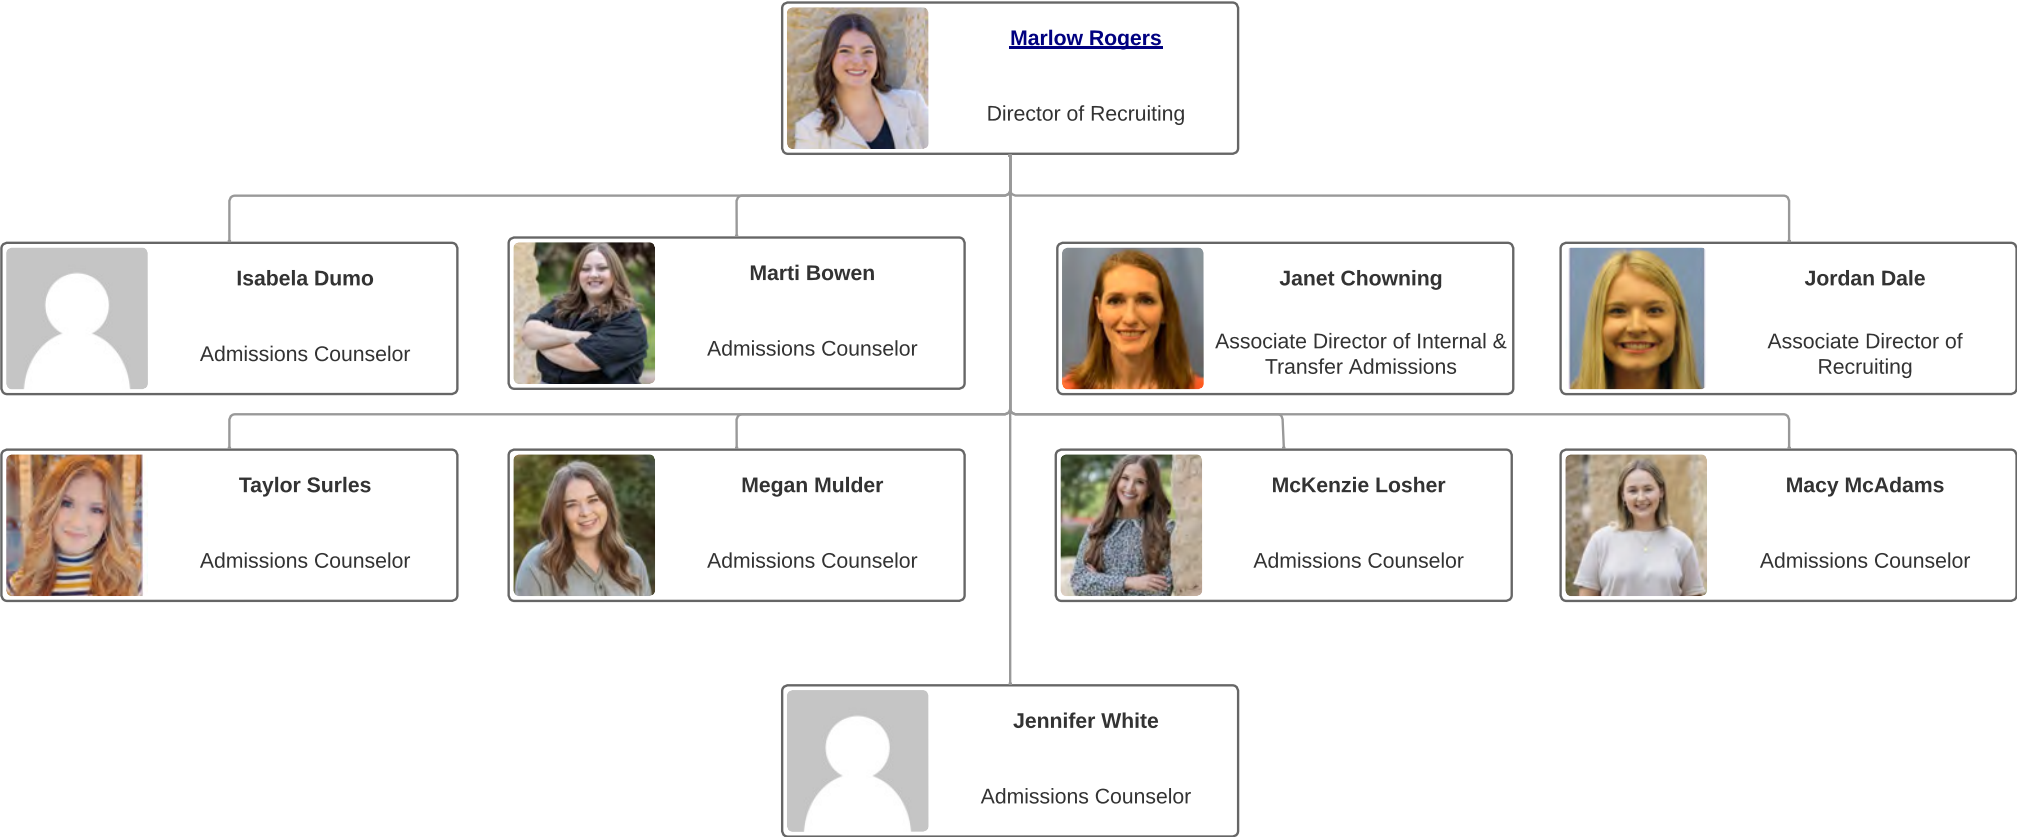 Marlow Rogers
Director of Recruiting
Isabela Dumo
Admissions Counselor
Marti Bowen
Admissions Counselor
Janet Chowning
Associate Director of Internal &
Transfer Admissions
Jordan Dale
Associate Director of
Recruiting
Taylor Surles
Admissions Counselor
Megan Mulder
Admissions Counselor
McKenzie Losher
Admissions Counselor
Macy McAdams
Admissions Counselor
Jennifer White
Admissions Counselor